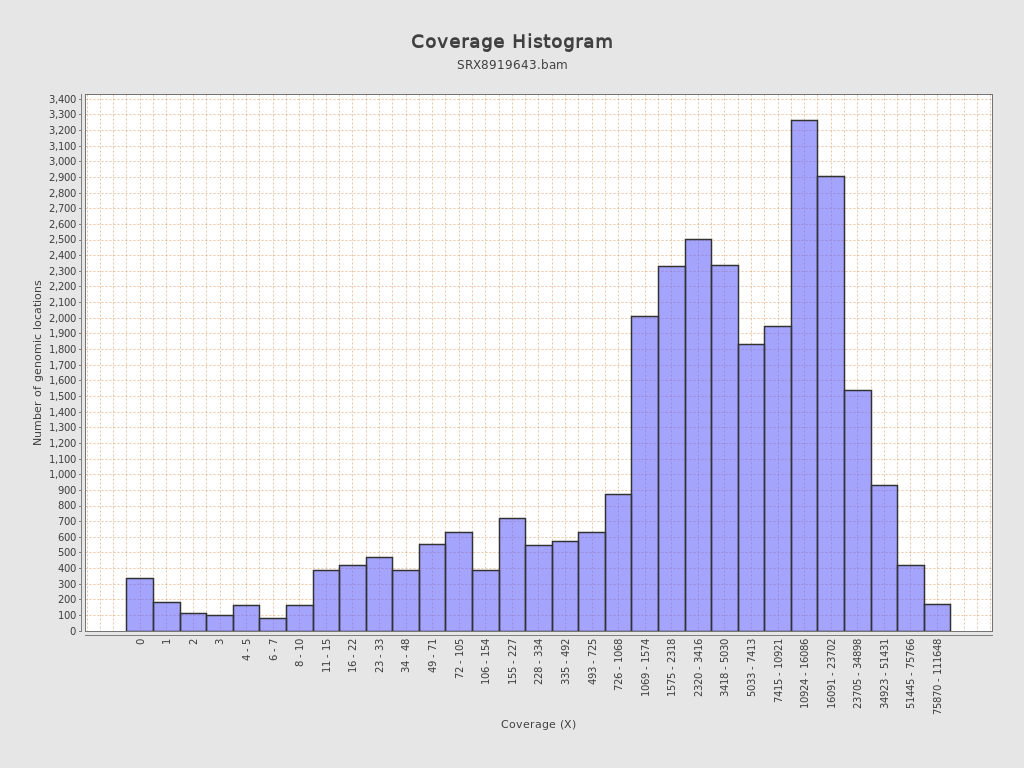 Coverage Histogram
SRX8919643.bam
Number of genomic locations
3,400
3,300
3,200
3,100
3,000
2,900
2,800
2,700
2,600
2,500
2,400
2,300
2,200
2,100
2,000
1,900
1,800
1,700
1,600
1,500
1,400
1,300
1,200
1,100
1,000
900
800
700
600
500
400
300
200
100
0
0
1
2
3
4 - 5
6 - 7
8 - 10
11 - 15
16 - 22
23 - 33
34 - 48
49 - 71
72 - 105
106 - 154
155 - 227
228 - 334
335 - 492
493 - 725
726 - 1068
1069 - 1574
1575 - 2318
2320 - 3416
3418 - 5030
5033 - 7413
7415 - 10921
10924 - 16086
16091 - 23702
23705 - 34898
34923 - 51431
51445 - 75766
75870 - 111648
Coverage (X)